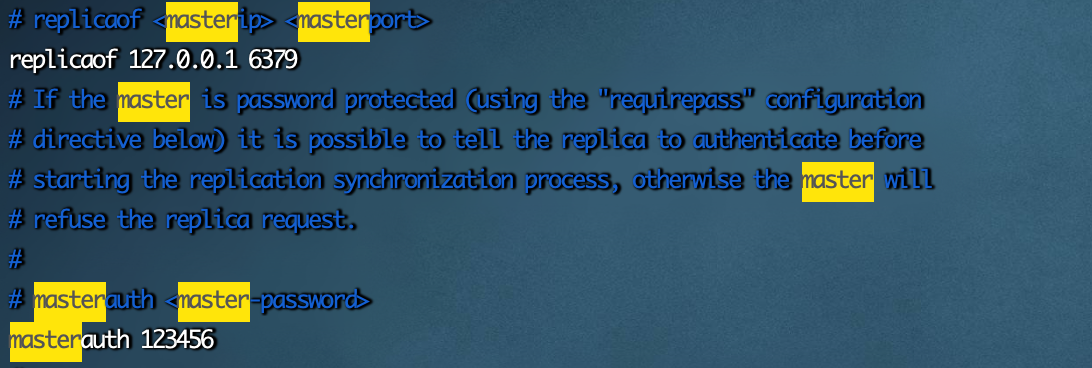 # replicaof <masterip> <masterport>
replicaof 127.0.0.1 6379
# If the master is password protected (using the "requirepass" configuration
# directive below) it is possible to tell the replica to authenticate before
# starting the replication synchronization process, otherwise the master will
# refuse the replica request.
#
# masterauth <master-password>
masterauth 123456